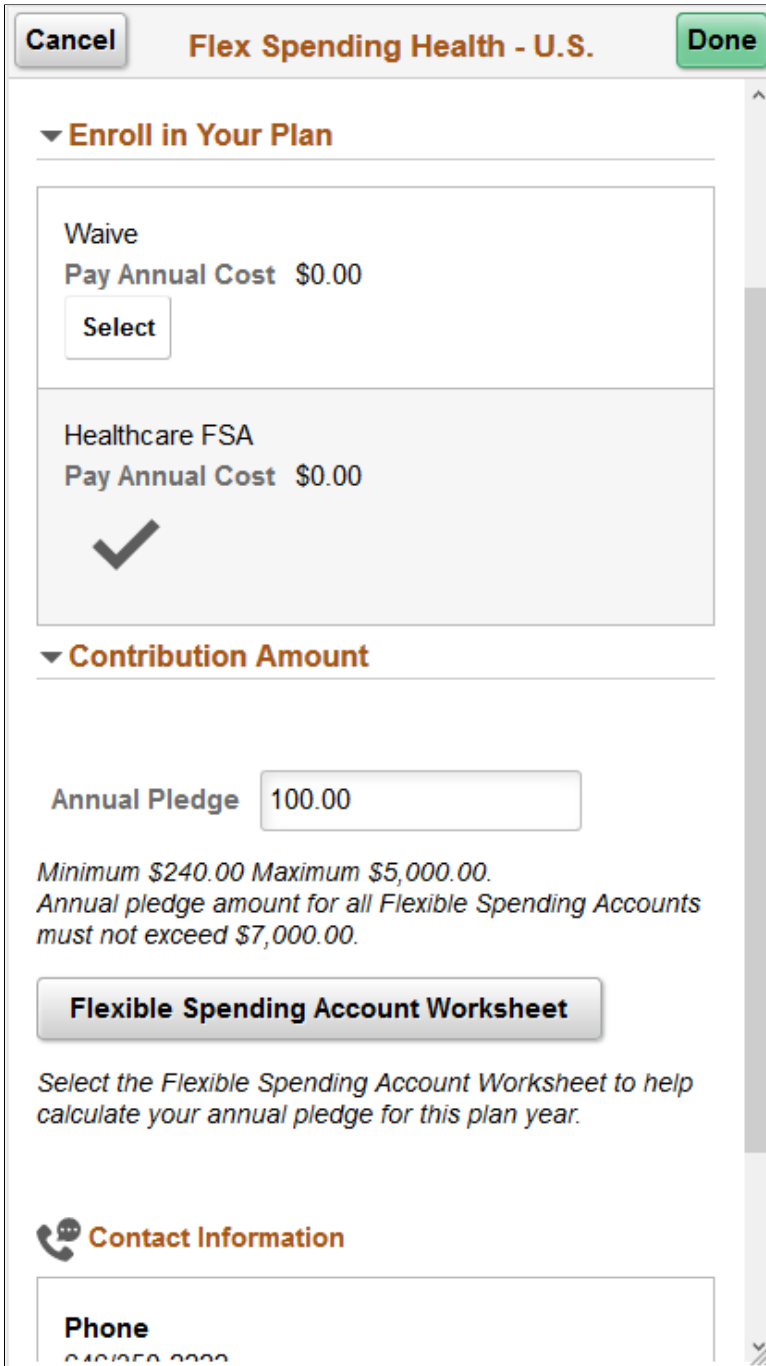 Cancel
Flex Spending Health - U.S.
Done
Enroll in Your Plan
Waive
Pay Annual Cost $0.00
Select
Healthcare FSA
Pay Annual Cost $0.00
Contribution Amount
Annual Pledge 100.00
Minimum $240.00 Maximum $5,000.00.
Annual pledge amount for all Flexible Spending Accounts
must not exceed $7,000.00.
Flexible Spending Account Worksheet
Select the Flexible Spending Account Worksheet to help
calculate your annual pledge for this plan year.
Contact Information
Phone